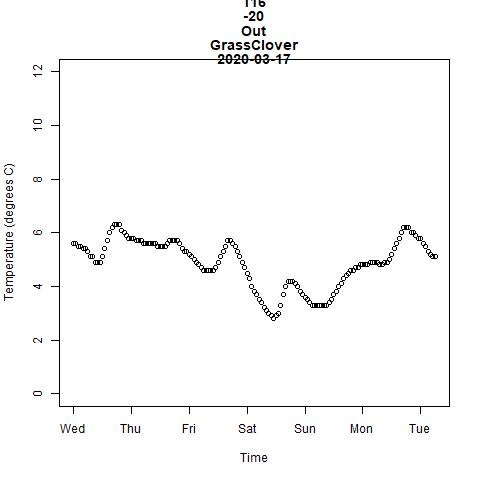 T16
-20
Out
GrassClover
2020-03-17
Temperature (degrees C)
12
10
8
6
4
2
0
Wed Thu Fri Sat Sun Mon Tue
Time